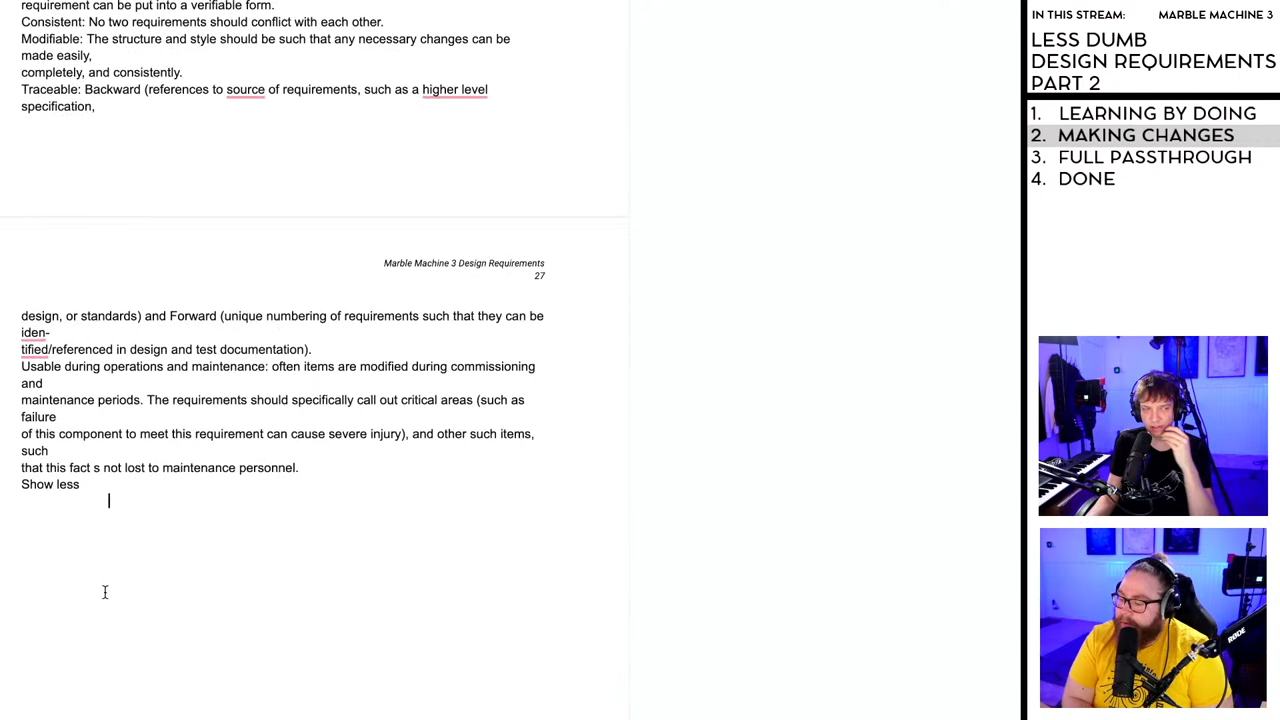 requirement can be put into a verifiable form.
Consistent: No two requirements should conflict with each other.
Modifiable: The structure and style should be such that any necessary changes can be
made easily,
completely, and consistently.
Traceable: Backward (references to source of requirements, such as a higher level
specification,
Marble Machine 3 Design Requirements
27
design, or standards) and Forward (unique numbering of requirements such that they can be
iden-
tified/referenced in design and test documentation).
Usable during operations and maintenance: often items are modified during commissioning
and
maintenance periods. The requirements should specifically call out critical areas (such as
failure
of this component to meet this requirement can cause severe injury), and other such items,
such
that this fact s not lost to maintenance personnel.
Show less
IN THIS STREAM: MARBLE MACHINE 3
LESS DUMB
DESIGN REQUIREMENTS
PART 2
1. LEARNING BY DOING
2. MAKING CHANGES
3. FULL PASSTHROUGH
4. DONE
RØDE